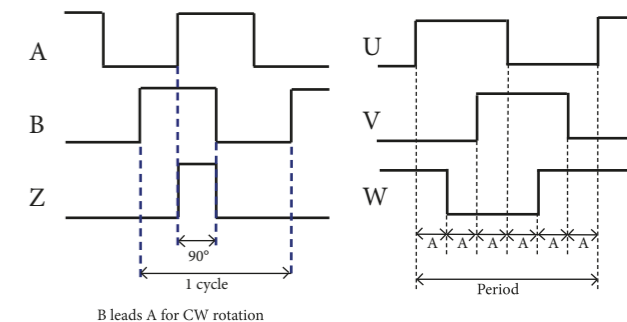 A
B
Z
90°
1 cycle
B leads A for CW rotation
U
V
W
A A A A A A
Period